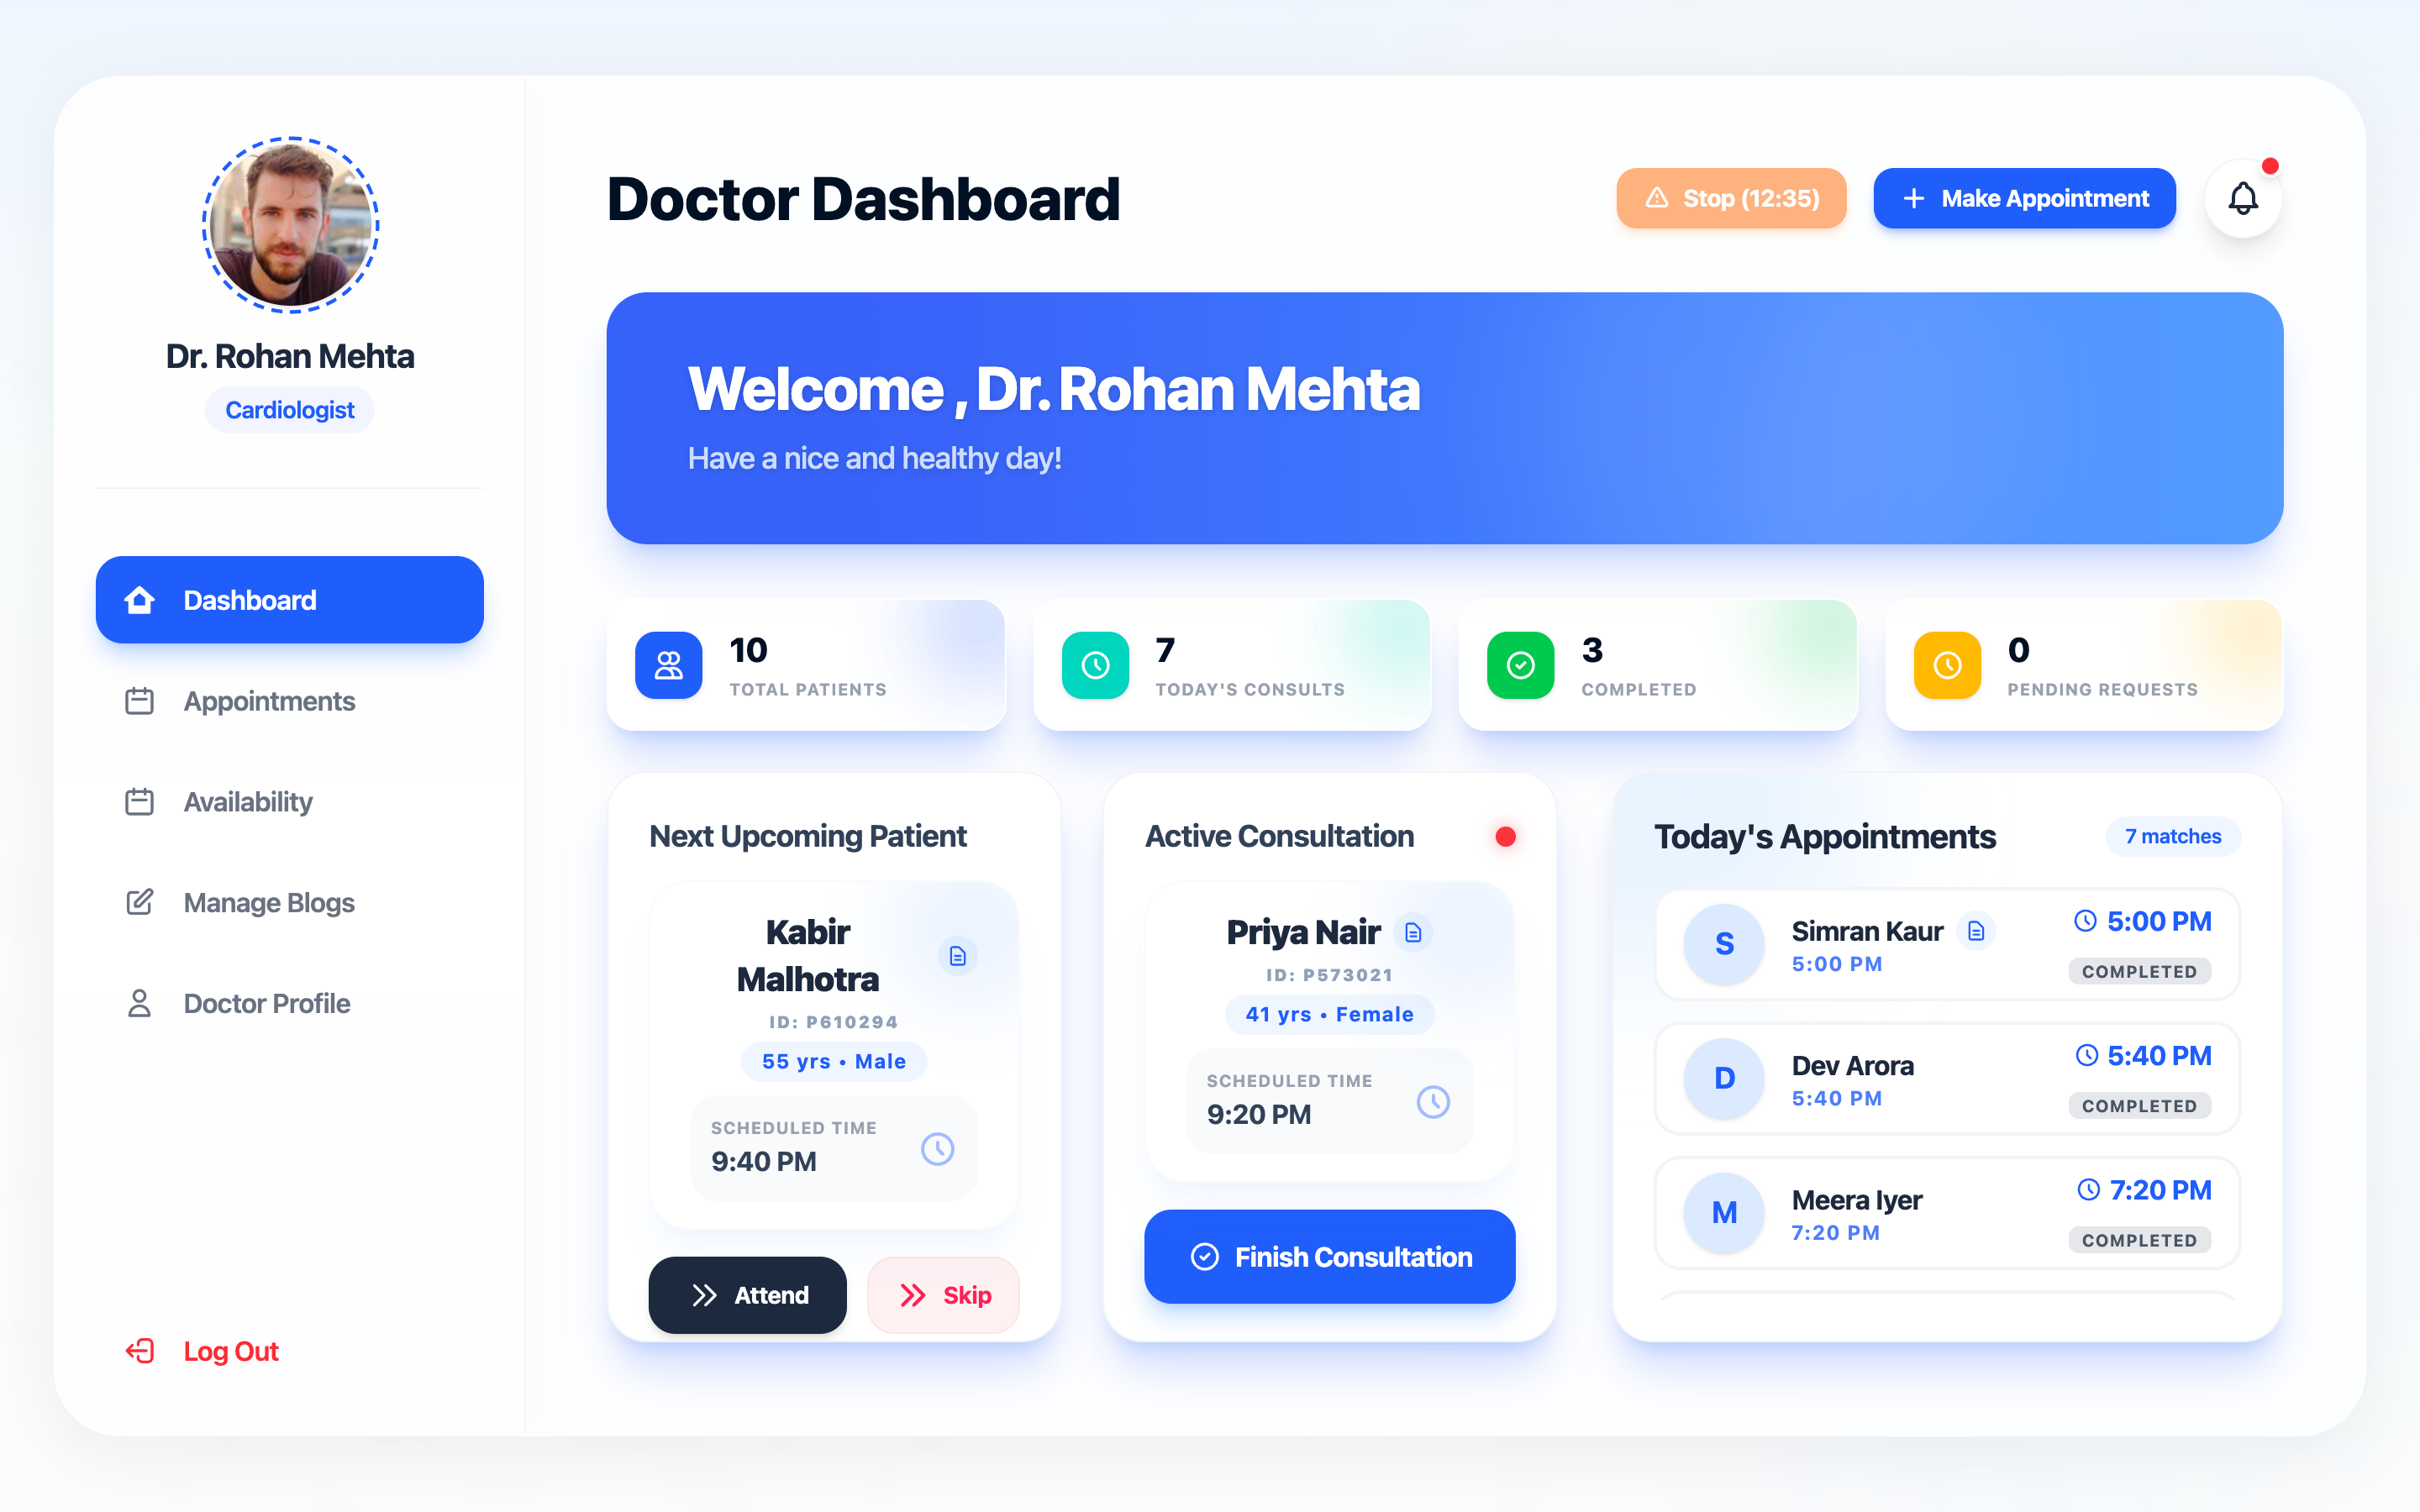 Dr. Rohan Mehta
Cardiologist
Dashboard
Appointments
Availability
Manage Blogs
Doctor Profile
Log Out
Doctor Dashboard
Stop (12:35)
Make Appointment
Welcome , Dr. Rohan Mehta
Have a nice and healthy day!
10
TOTAL PATIENTS
7
TODAY'S CONSULTS
3
COMPLETED
0
PENDING REQUESTS
Next Upcoming Patient
Kabir
Malhotra
ID: P610294
55 yrs • Male
SCHEDULED TIME
9:40 PM
Attend
Skip
Active Consultation
Priya Nair
ID: P573021
41 yrs • Female
SCHEDULED TIME
9:20 PM
Finish Consultation
Today's Appointments
7 matches
S
Simran Kaur
5:00 PM
5:00 PM
COMPLETED
D
Dev Arora
5:40 PM
5:40 PM
COMPLETED
M
Meera Iyer
7:20 PM
7:20 PM
COMPLETED